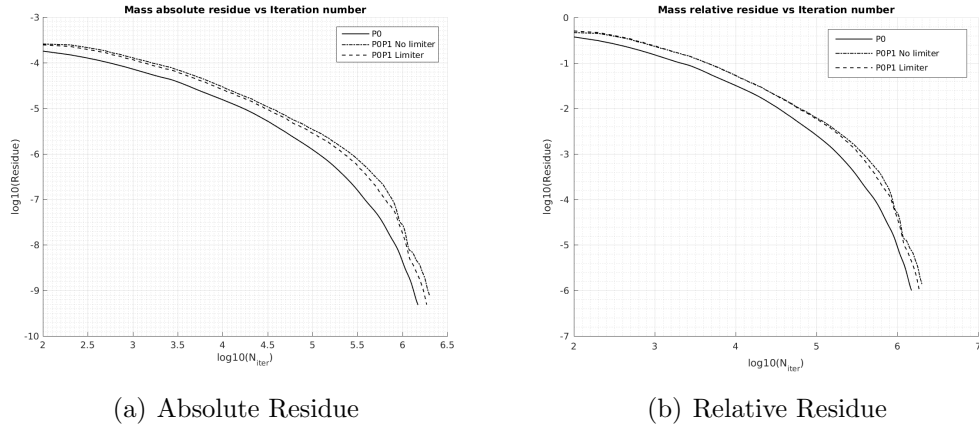 Mass absolute residue vs Iteration number
P0
P0P1 No limiter
P0P1 Limiter
log10(Residue)
-3
-4
-5
-6
-7
-8
-9
-10
2
2.5
3
3.5
4
4.5
5
5.5
6
6.5
log10(N_iter)
(a) Absolute Residue
Mass relative residue vs Iteration number
P0
P0P1 No limiter
P0P1 Limiter
log10(Residue)
0
-1
-2
-3
-4
-5
-6
-7
2
3
4
5
6
7
log10(N_iter)
(b) Relative Residue